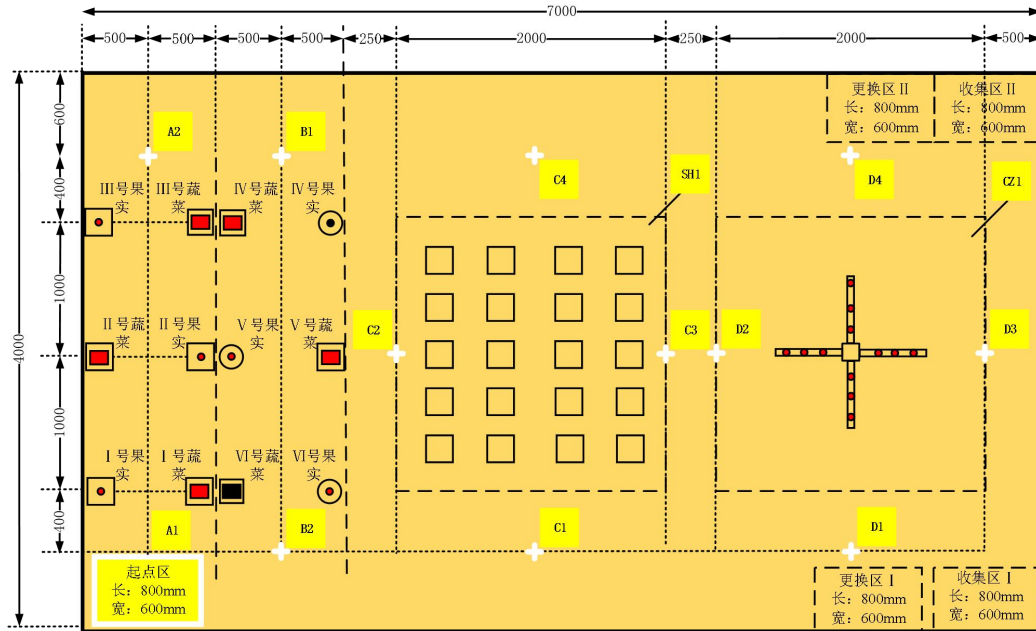 7000
500
500
500
500
250
2000
250
2000
500
4000
600
400
1000
1000
400
更换区Ⅱ
长：800mm
宽：600mm
收集区Ⅱ
长：800mm
宽：600mm
A2
B1
C4
SH1
D4
CZ1
Ⅲ号果
实
Ⅲ号蔬
菜
Ⅳ号蔬
菜
Ⅳ号果
实
Ⅱ号蔬
菜
Ⅱ号果
实
Ⅴ号果
实
Ⅴ号蔬
菜
C2
C3
D2
D3
Ⅰ号果
实
Ⅰ号蔬
菜
Ⅵ号蔬
菜
Ⅵ号果
实
A1
B2
C1
D1
起点区
长：800mm
宽：600mm
更换区Ⅰ
长：800mm
宽：600mm
收集区Ⅰ
长：800mm
宽：600mm